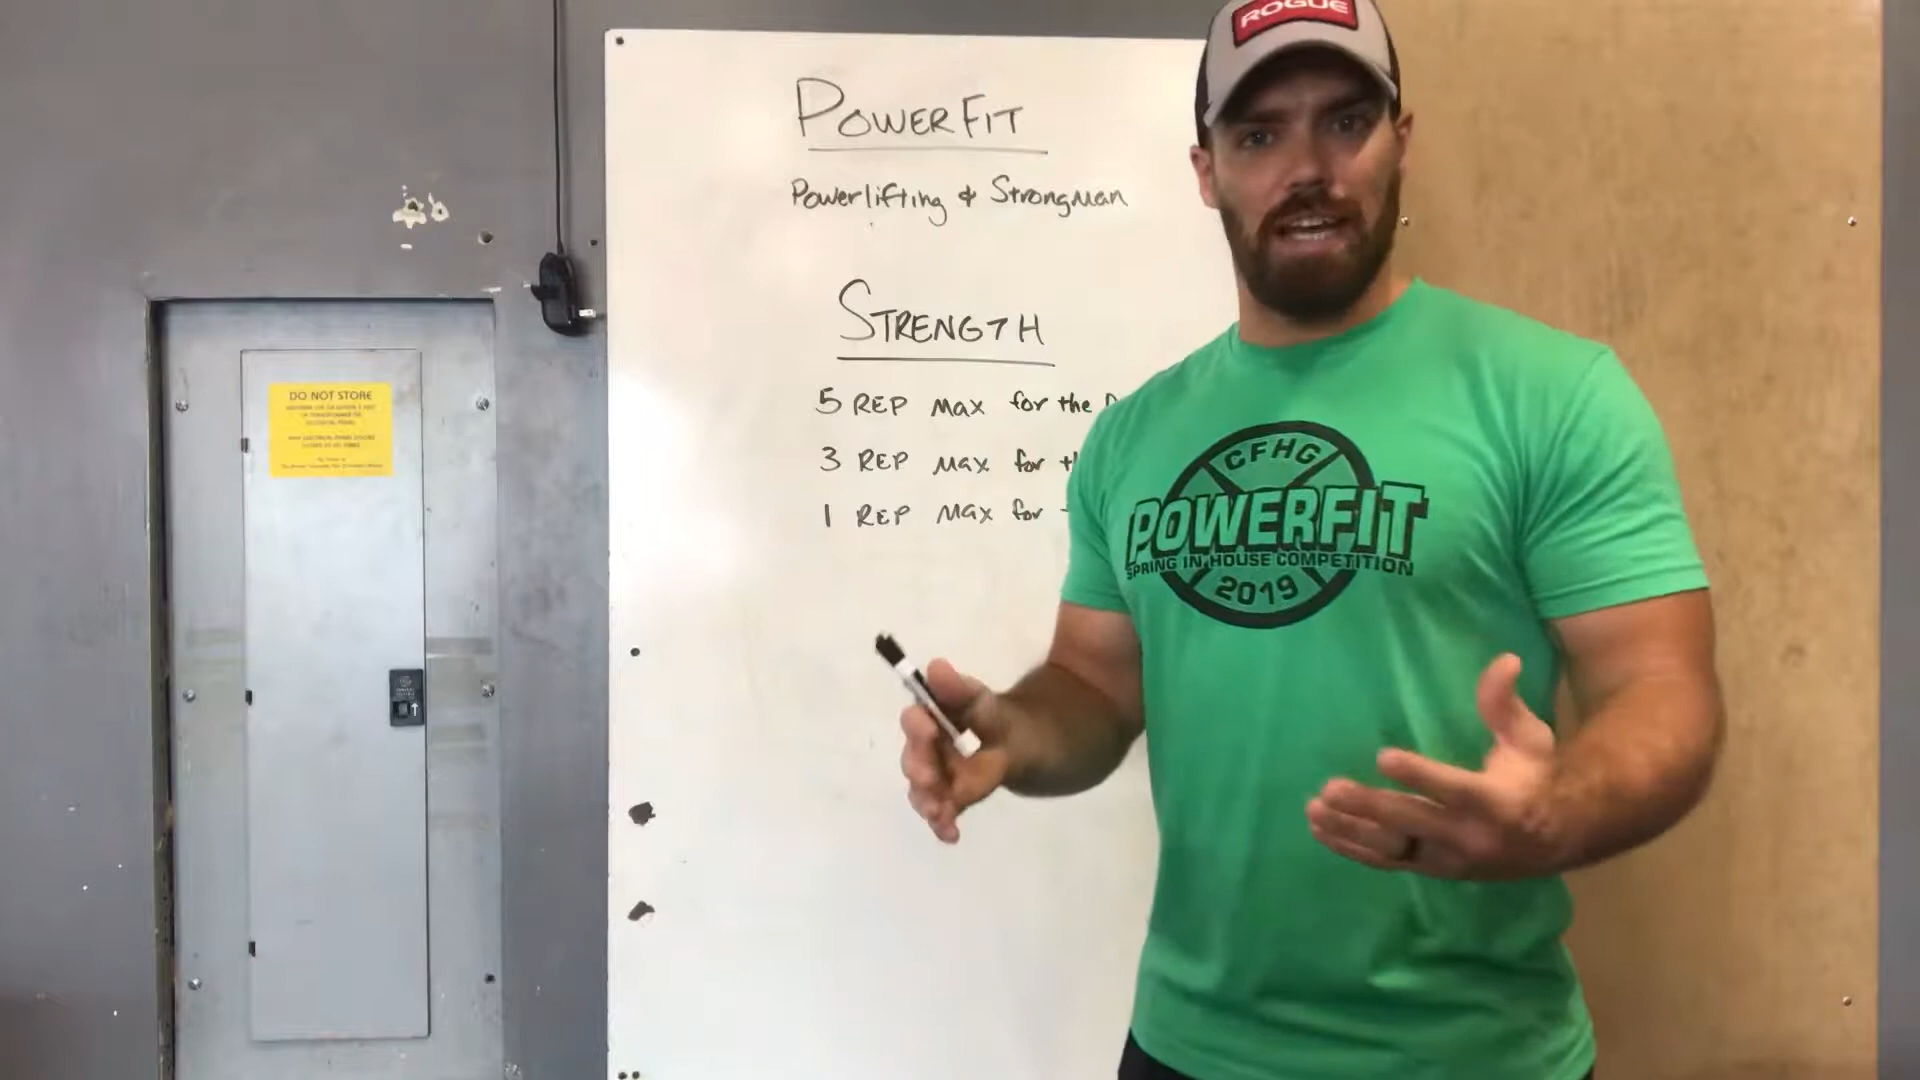 ROGUE
POWERFIT
Powerlifting & Strongman
STRENGTH
5 REP Max for the
3 REP Max for
1 REP Max for
DO NOT STORE
CFHG
POWERFIT
SPRING IN HOUSE COMPETITION
2019